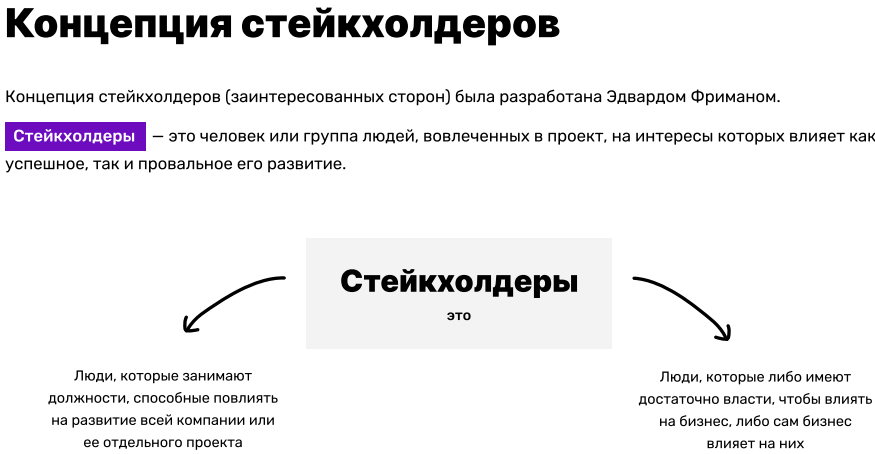 Концепция стейкхолдеров
Концепция стейкхолдеров (заинтересованных сторон) была разработана Эдвардом Фриманом.
Стейкхолдеры — это человек или группа людей, вовлеченных в проект, на интересы которых влияет как
успешное, так и провальное его развитие.
Стейкхолдеры
это
Люди, которые занимают
должности, способные повлиять
на развитие всей компании или
ее отдельного проекта
Люди, которые либо имеют
достаточно власти, чтобы влиять
на бизнес, либо сам бизнес
влияет на них